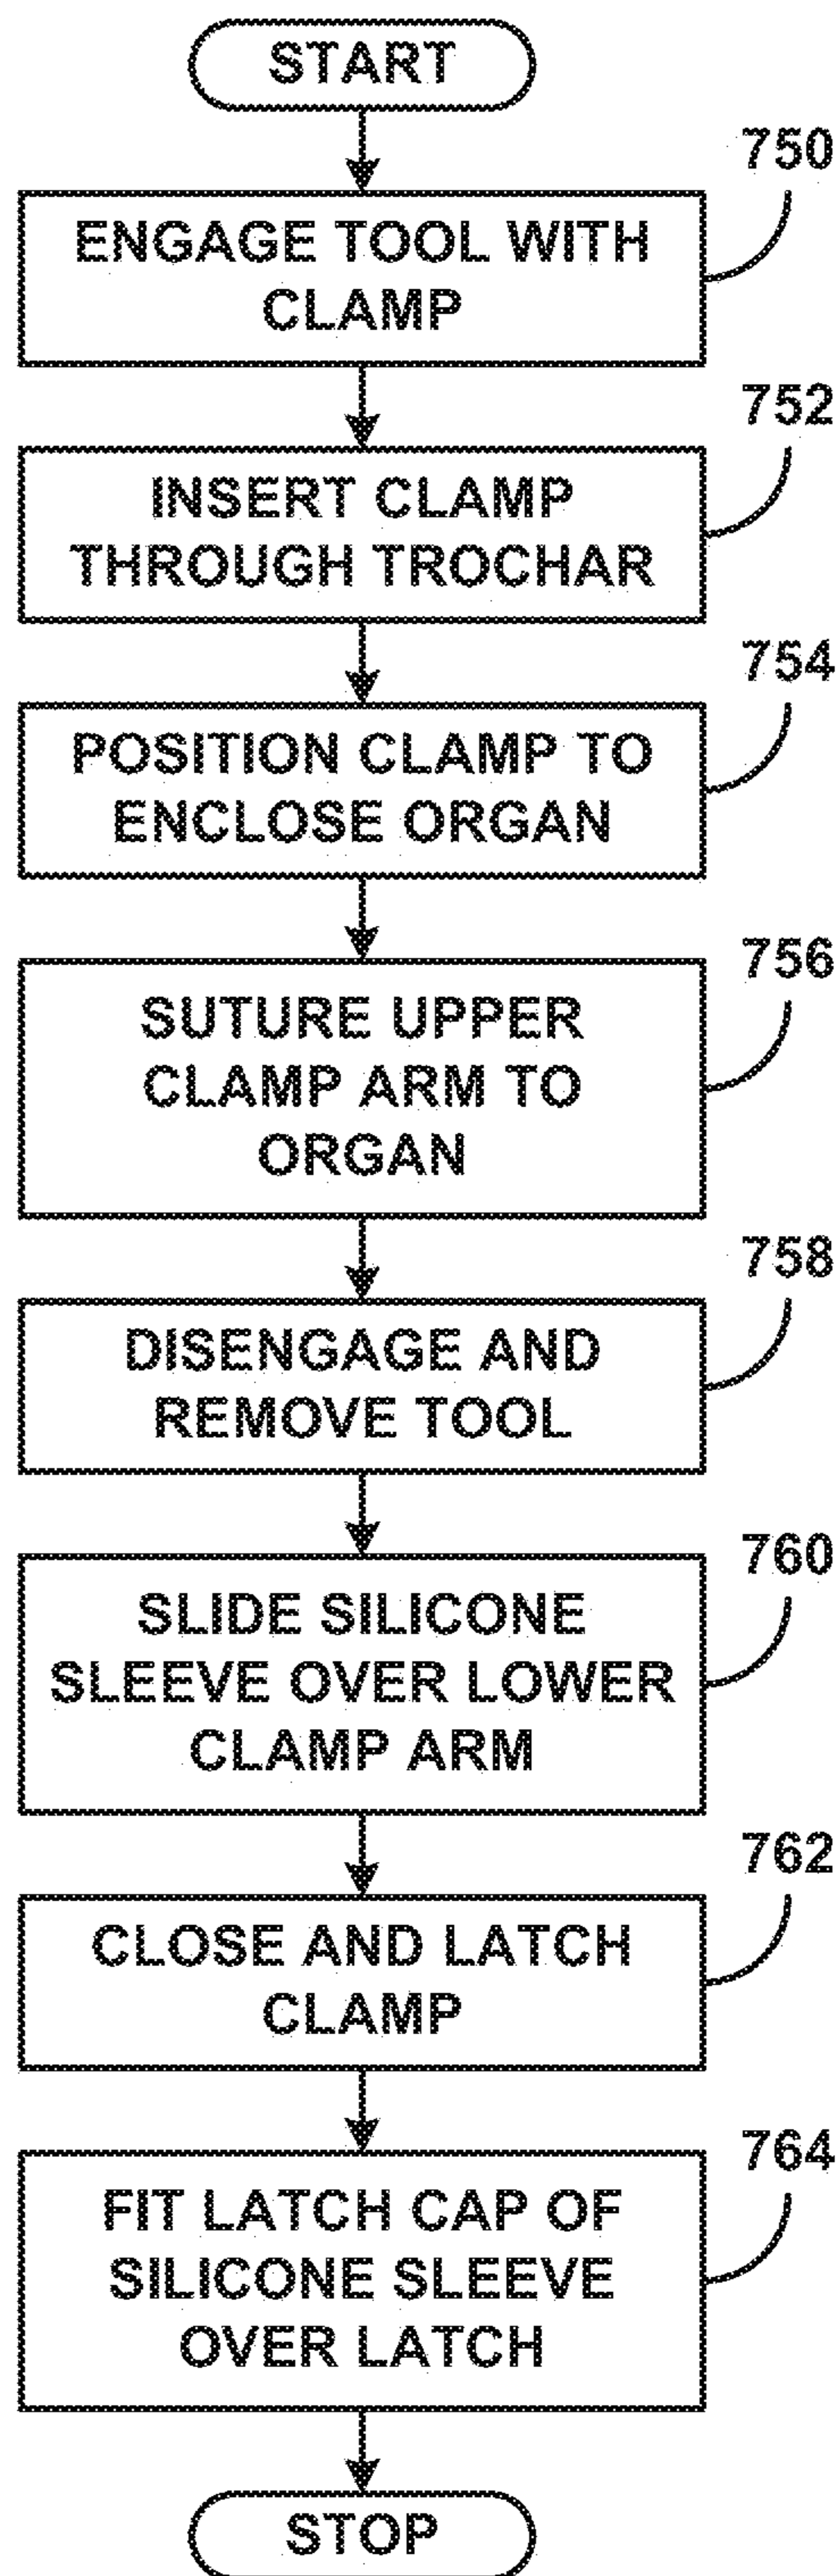 START
750
ENGAGE TOOL WITH
CLAMP
752
INSERT CLAMP
THROUGH TROCHAR
754
POSITION CLAMP TO
ENCLOSE ORGAN
756
SUTURE UPPER
CLAMP ARM TO
ORGAN
758
DISENGAGE AND
REMOVE TOOL
760
SLIDE SILICONE
SLEEVE OVER LOWER
CLAMP ARM
762
CLOSE AND LATCH
CLAMP
764
FIT LATCH CAP OF
SILICONE SLEEVE
OVER LATCH
STOP